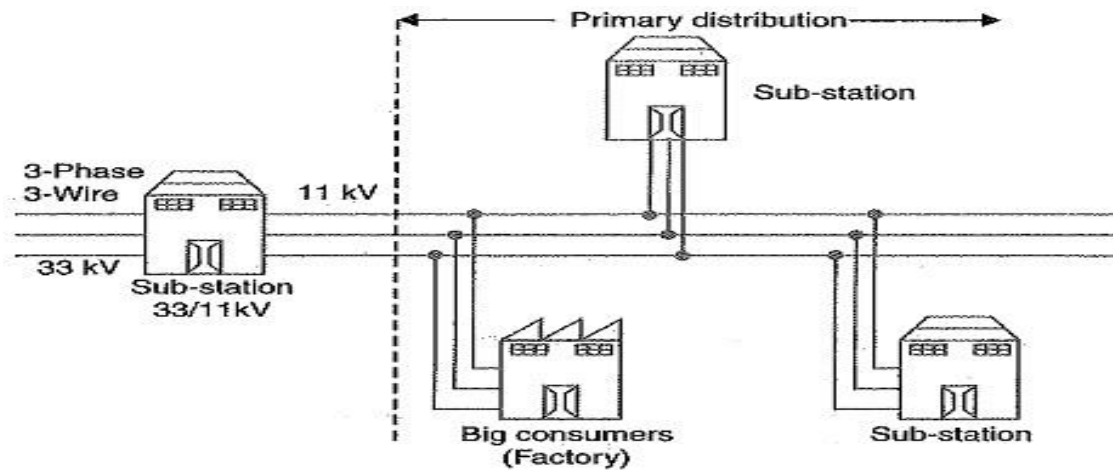 Primary distribution
Sub-station
3-Phase
3-Wire
11 kV
33 kV
Sub-station
33/11kV
Big consumers
(Factory)
Sub-station